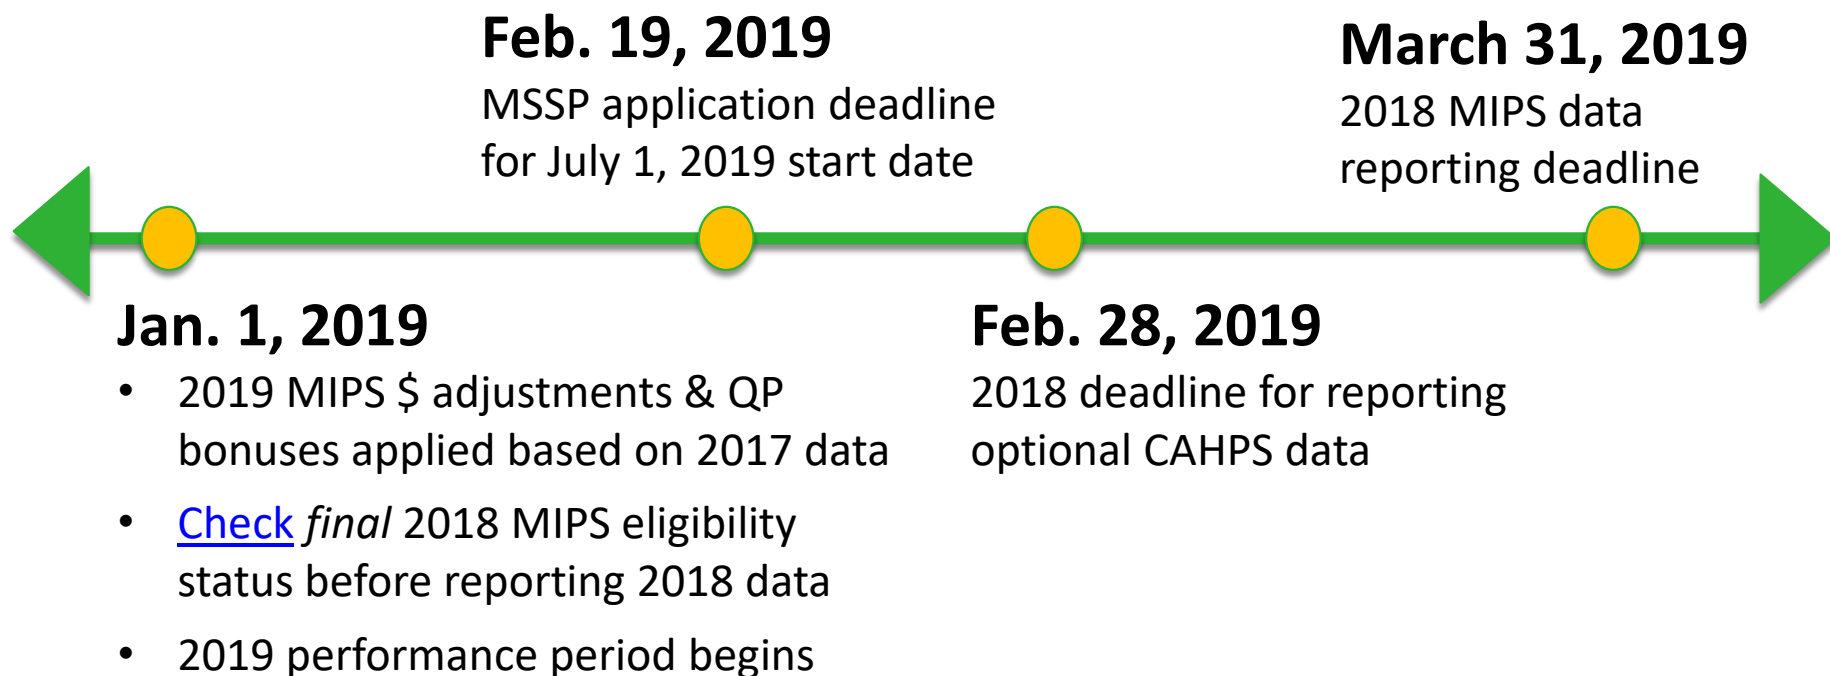 Feb. 19, 2019
MSSP application deadline
for July 1, 2019 start date
March 31, 2019
2018 MIPS data
reporting deadline
Jan. 1, 2019
• 2019 MIPS $ adjustments & QP
bonuses applied based on 2017 data
• Check final 2018 MIPS eligibility
status before reporting 2018 data
• 2019 performance period begins
Feb. 28, 2019
2018 deadline for reporting
optional CAHPS data